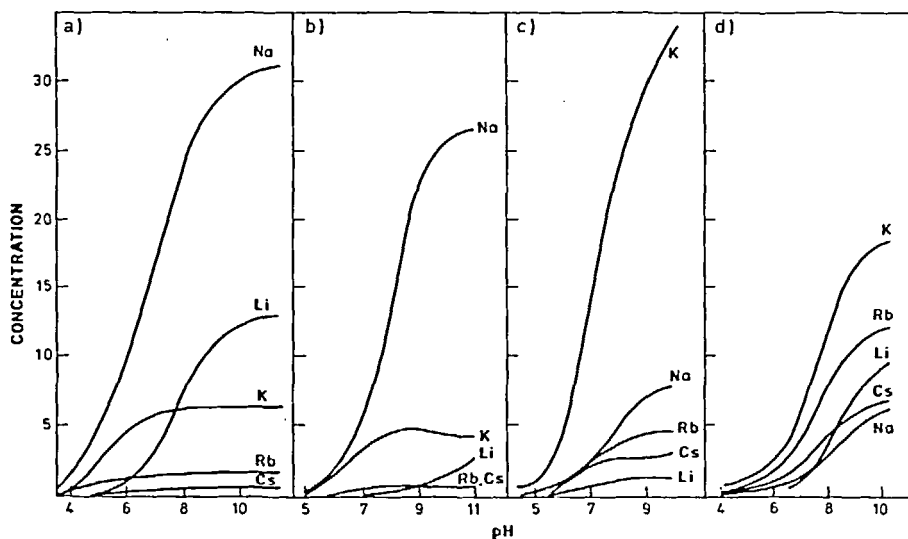 a)
Na
Li
K
Rb
Cs
b)
Na
K
Li
Rb,Cs
c)
K
Na
Rb
Cs
Li
d)
K
Rb
Li
Cs
Na
CONCENTRATION
30
25
20
15
10
5
4 6 8 10
5 7 9 11
5 7 9
4 6 8 10
pH